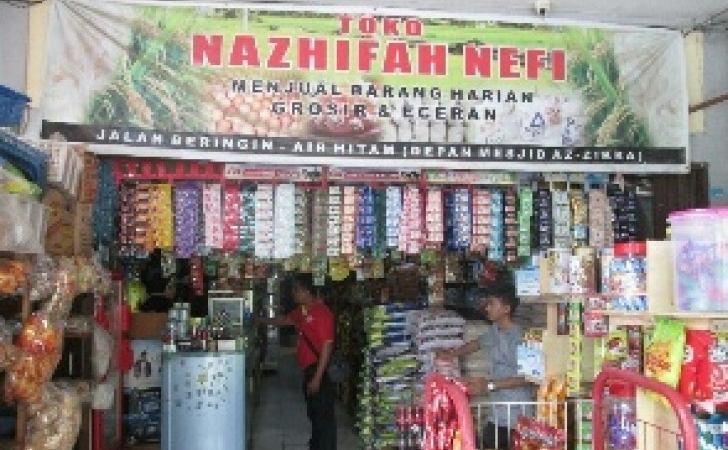 TOKO
NAZHIFAH NEFI
MENJUAL BARANG HARIAN
GROSIR & ECERAN
JALAN BERINGIN - AIR HITAM (DEPAN MESJID AZ-ZIKRA)